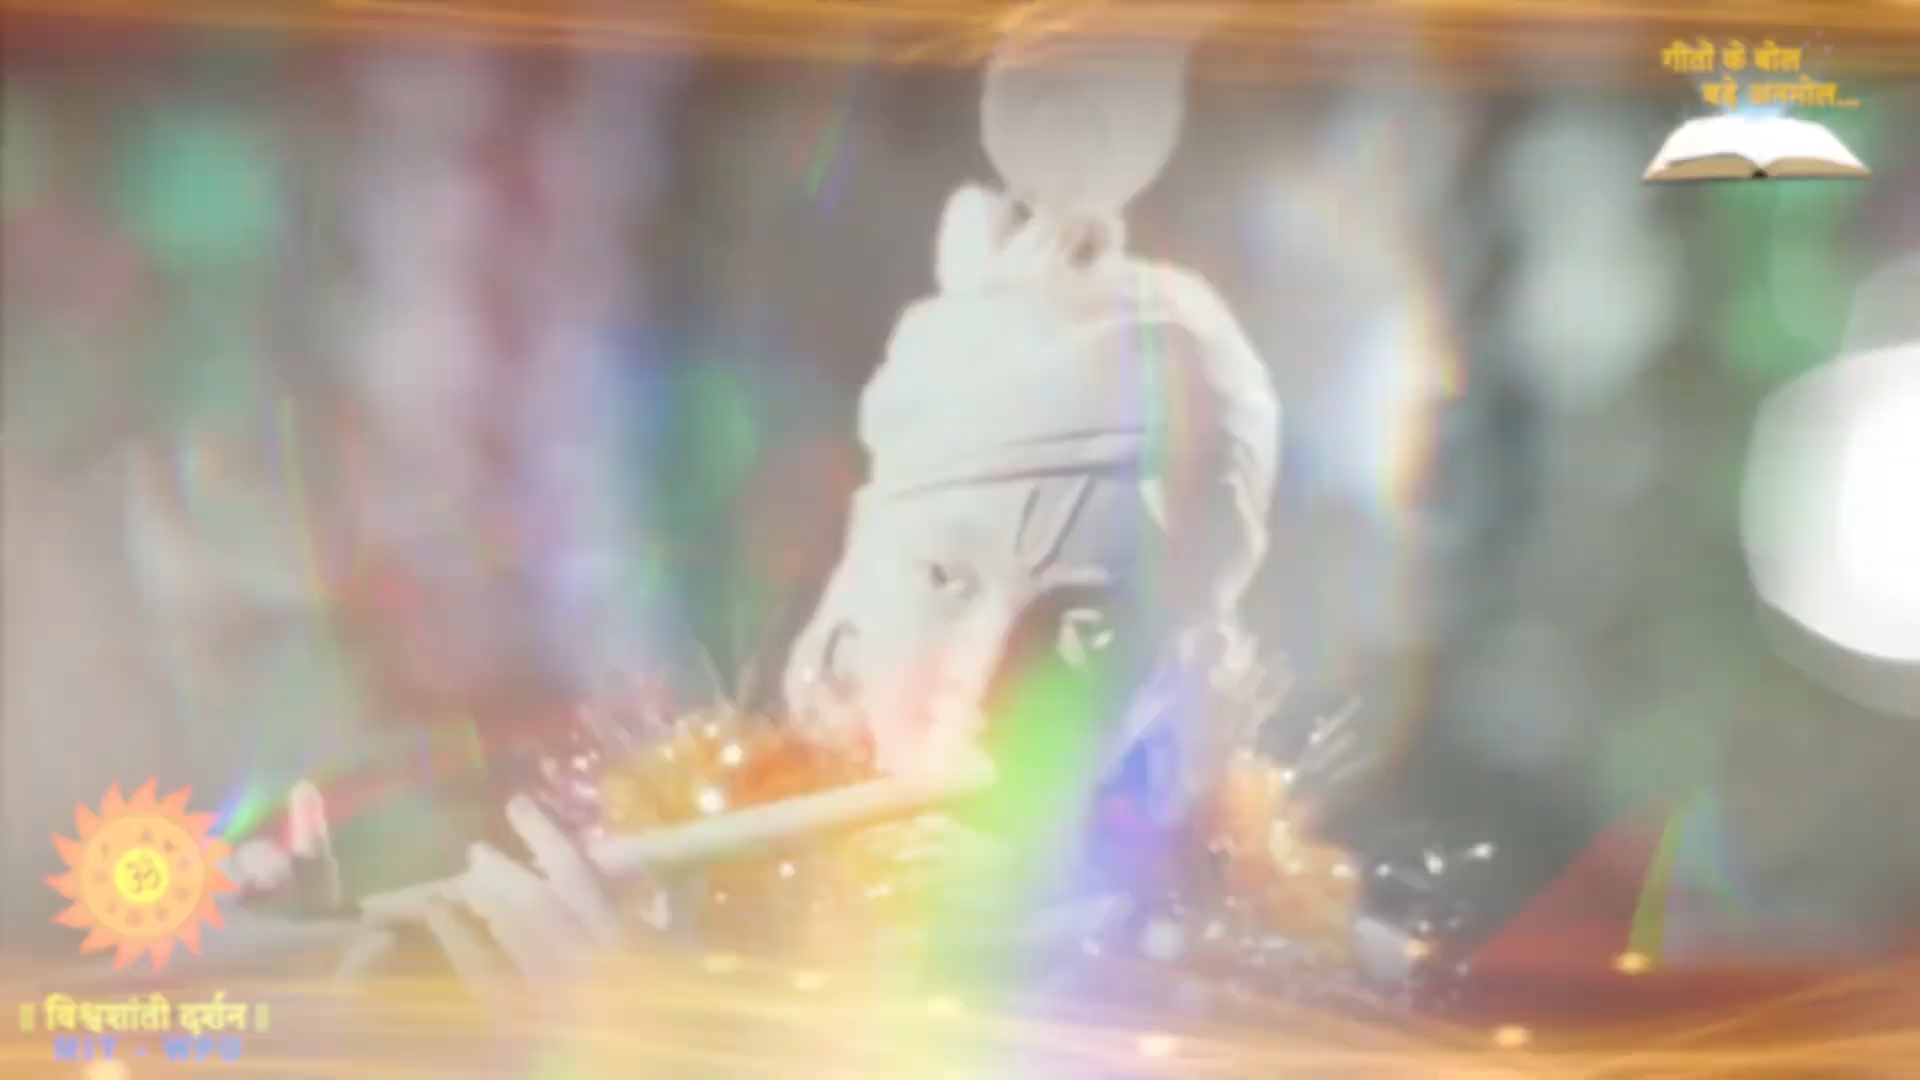 गीतों के बोल
बड़े अनमोल...
॥ विश्वशांती दर्शन ॥
MIT - WPU